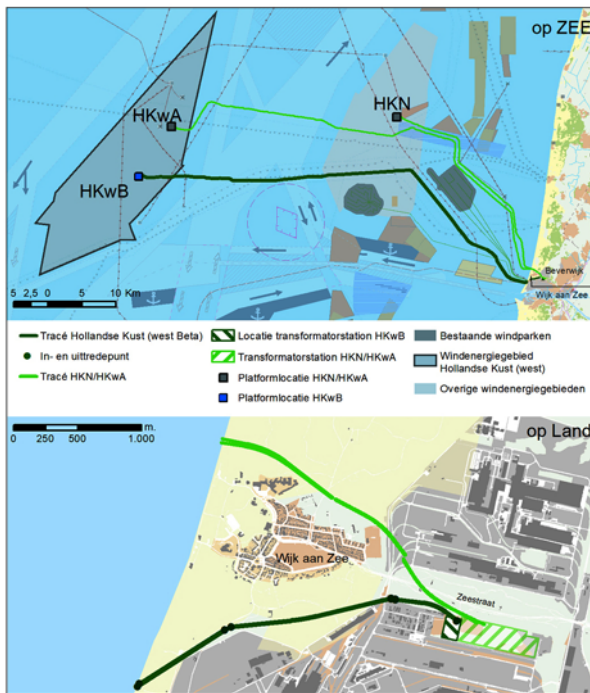 op ZEE
HKwA
HKN
HKwB
Beverwijk
Wijk aan Zee
5 2,5 0 5 10 Km
Tracé Hollandse Kust (west Beta)
In- en uittredepunt
Tracé HKN/HKwA
Locatie transformatorstation HKwB
Transformatorstation HKN/HKwA
Platformlocatie HKN/HKwA
Platformlocatie HKwB
Bestaande windparken
Windenergiegebied
Hollandse Kust (west)
Overige windenergiegebieden
0 250 500 1.000 m.
op Land
Wijk aan Zee
Zeestraat